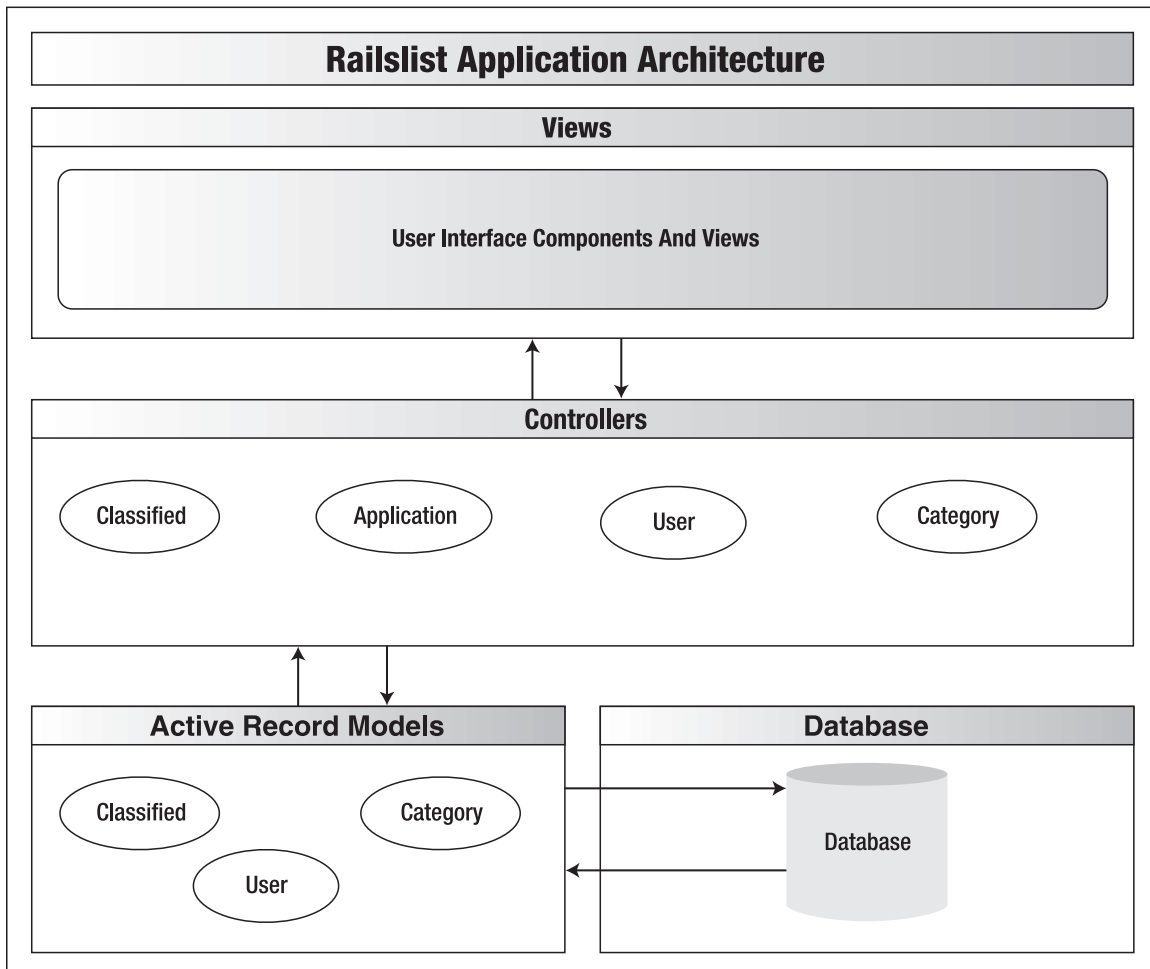 Railslist Application Architecture
Views
User Interface Components And Views
Controllers
Classified
Application
User
Category
Active Record Models
Classified
Category
User
Database
Database